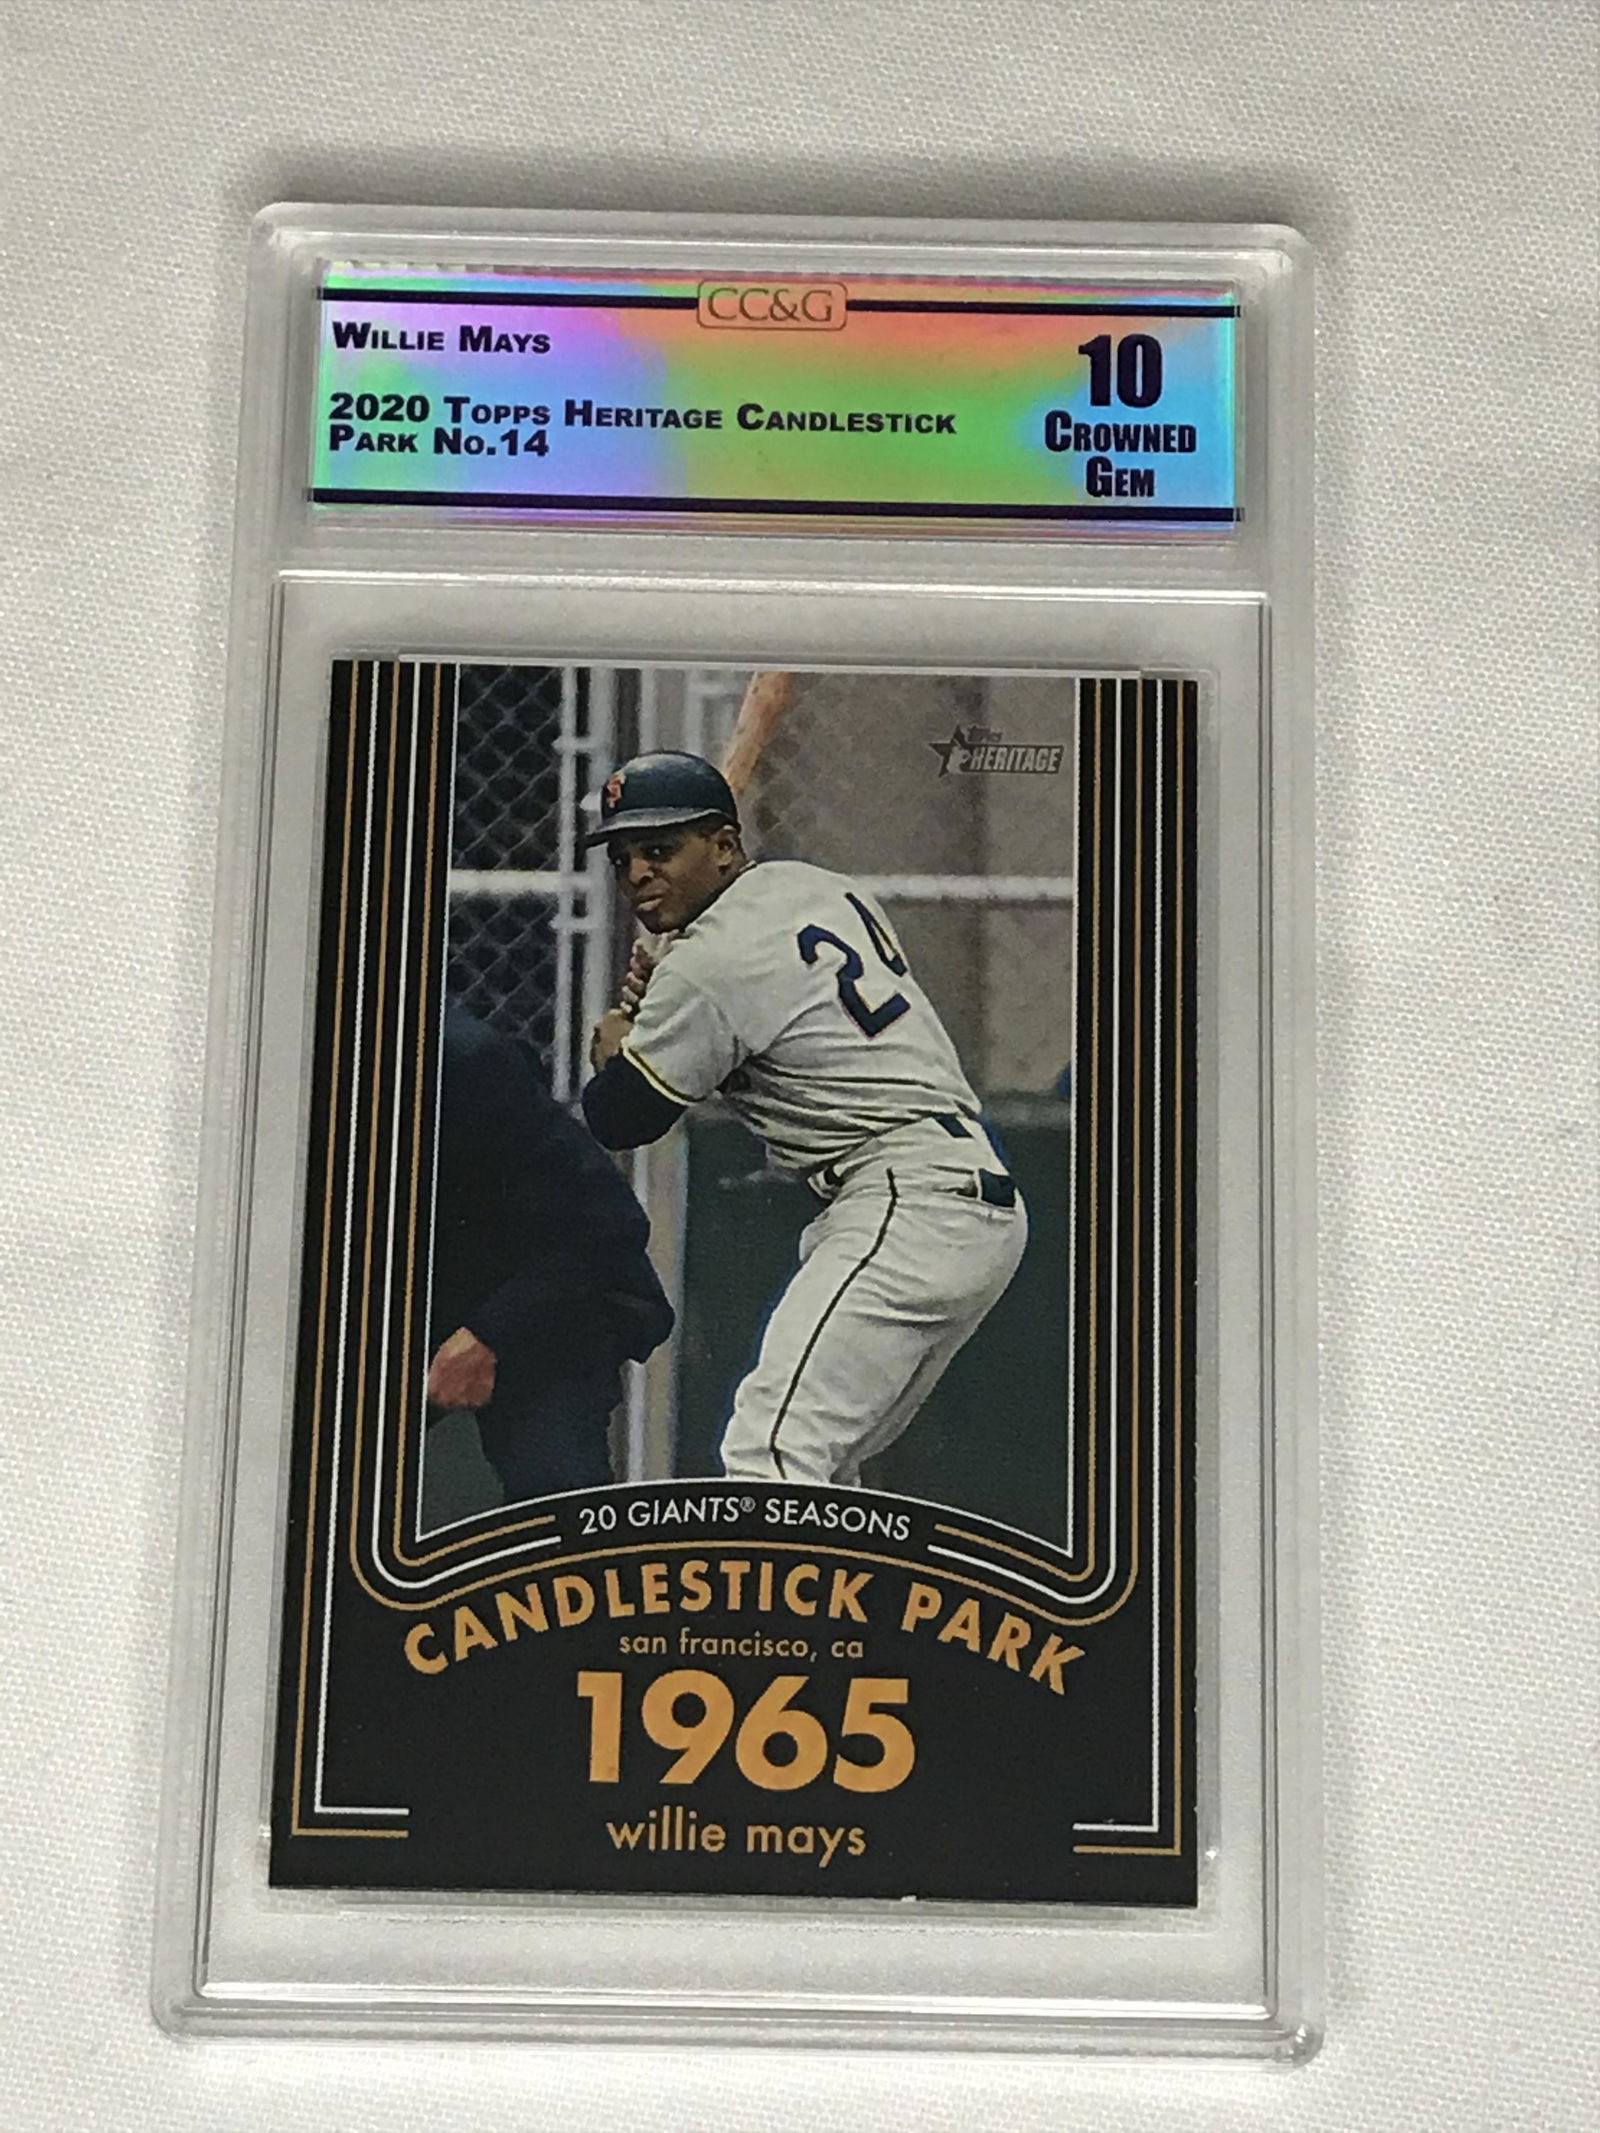 CC&G
WILLIE MAYS
10
2020 TOPPS HERITAGE CANDLESTICK
PARK NO.14
CROWNED
GEM
Topps
HERITAGE
SF
24
20 GIANTS® SEASONS
CANDLESTICK PARK
san francisco, ca
1965
willie mays